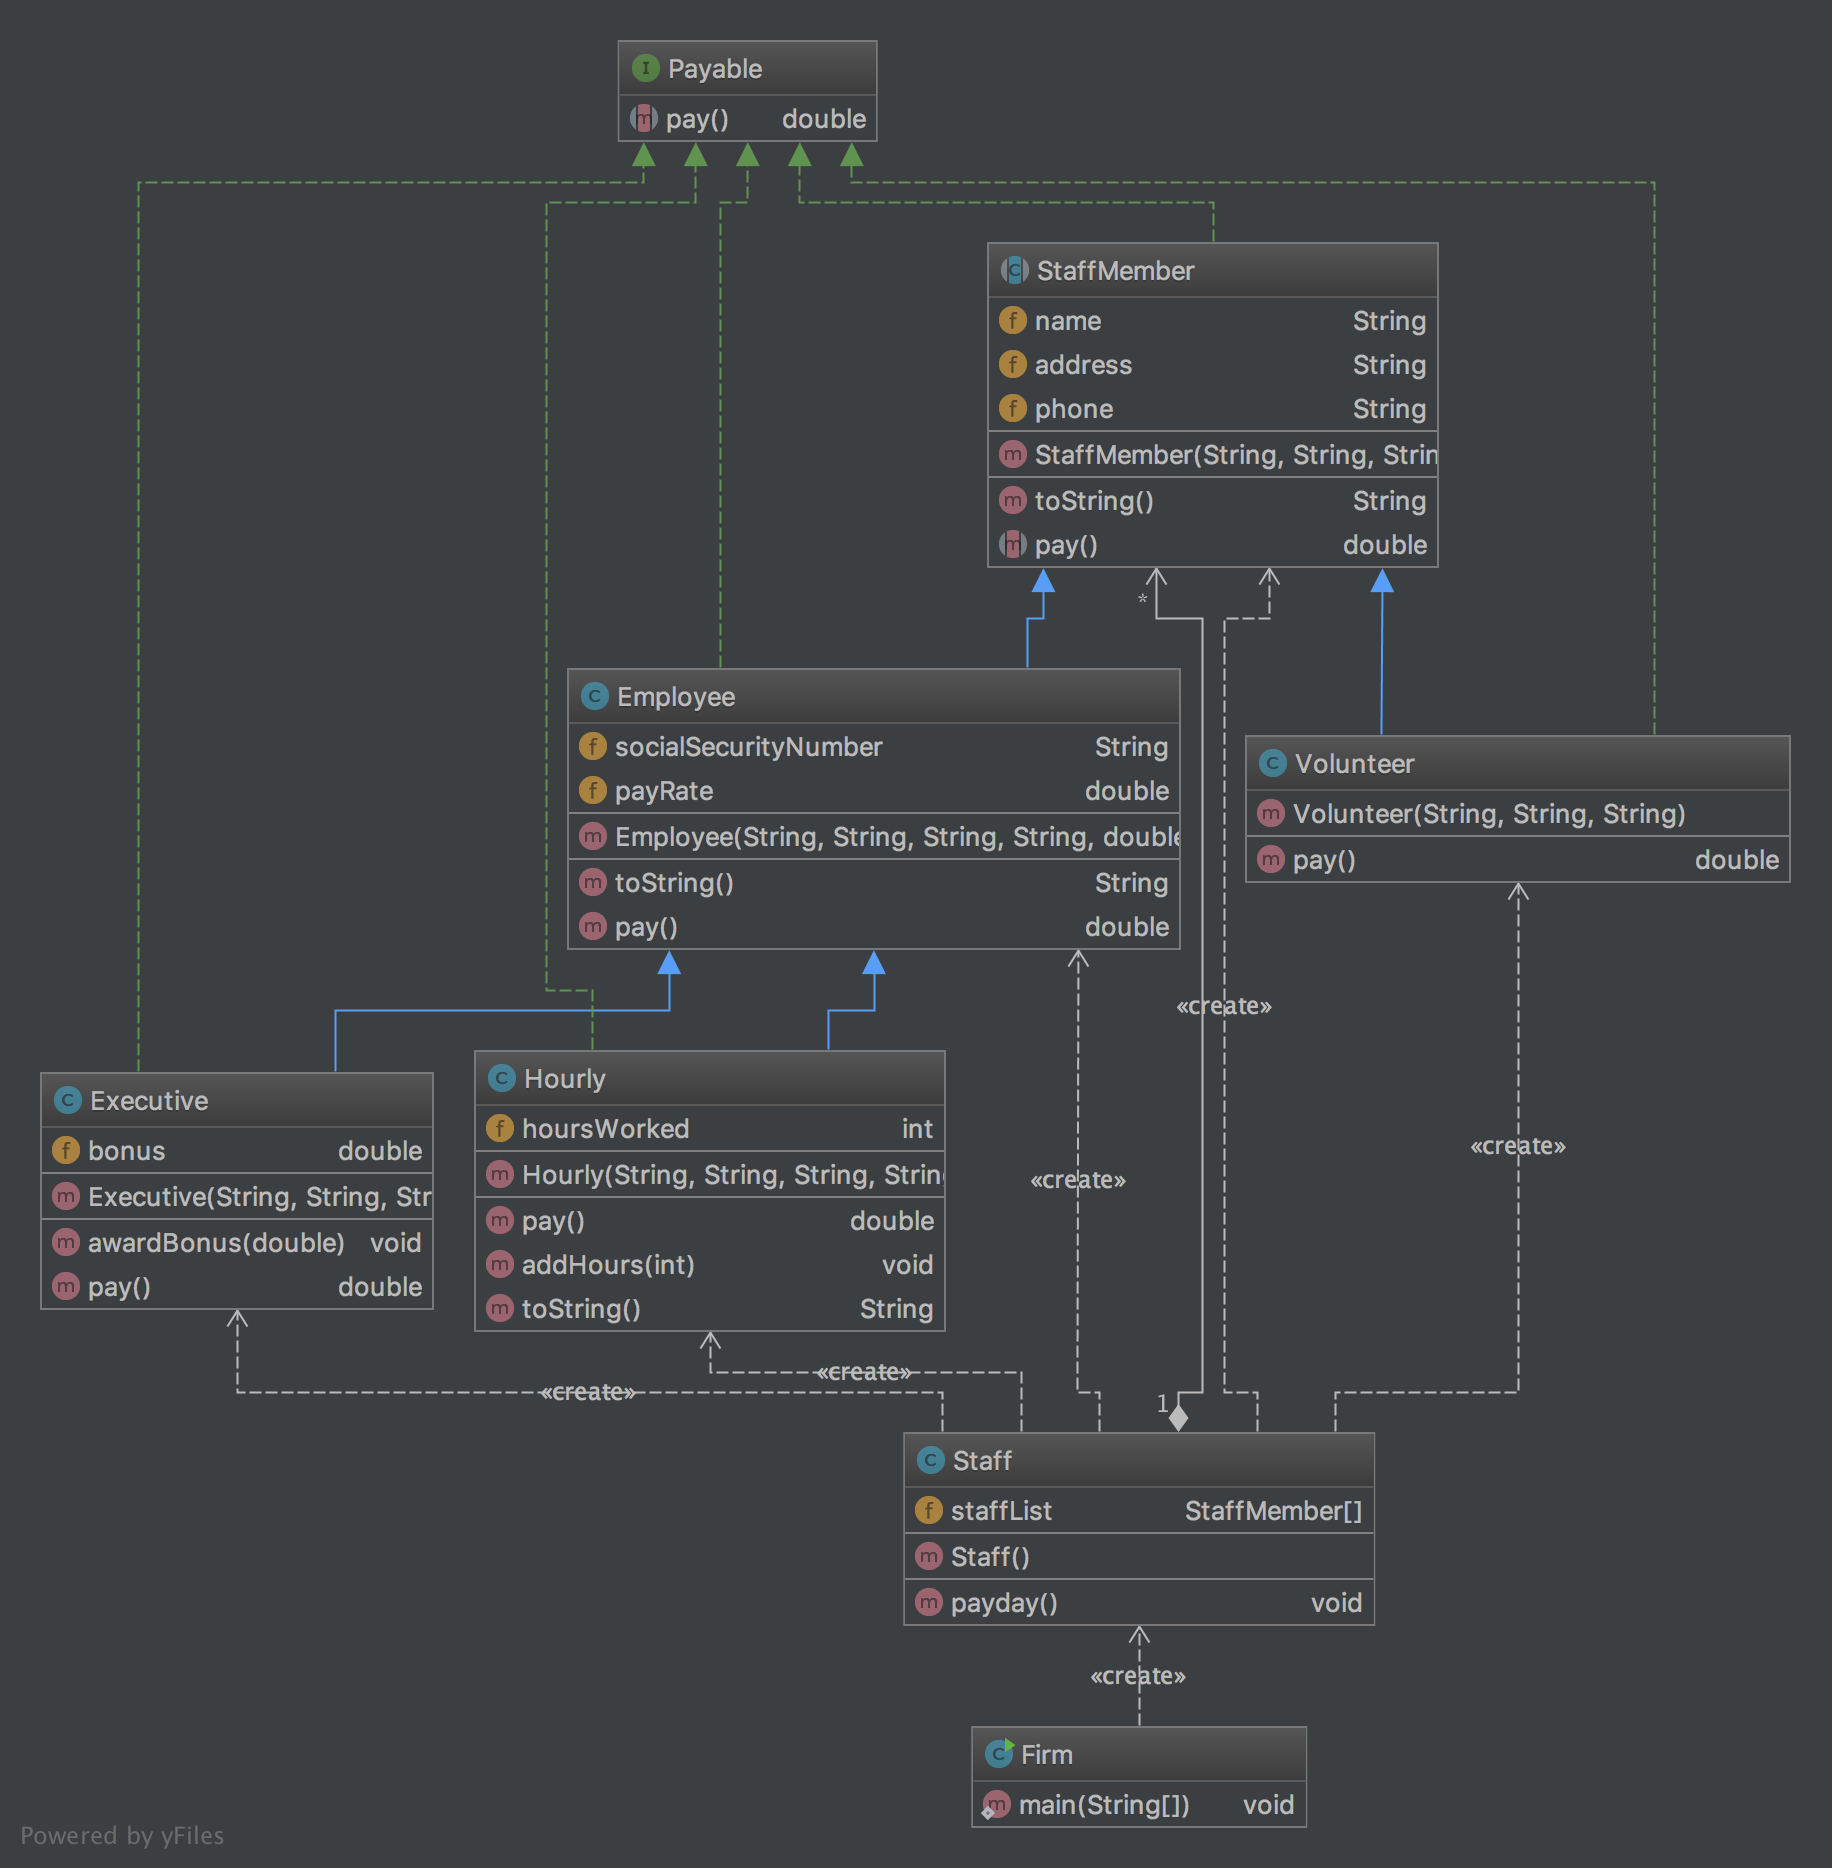 I Payable
m pay() double
C StaffMember
f name String
f address String
f phone String
m StaffMember(String, String, Strin
m toString() String
m pay() double
*
C Employee
f socialSecurityNumber String
f payRate double
m Employee(String, String, String, String, double
m toString() String
m pay() double
C Volunteer
m Volunteer(String, String, String)
m pay() double
«create»
C Executive
f bonus double
m Executive(String, String, Str
m awardBonus(double) void
m pay() double
C Hourly
f hoursWorked int
m Hourly(String, String, String, String
m pay() double
m addHours(int) void
m toString() String
«create»
«create»
«create»
«create»
1
C Staff
f staffList StaffMember[]
m Staff()
m payday() void
«create»
C Firm
m main(String[]) void
Powered by yFiles